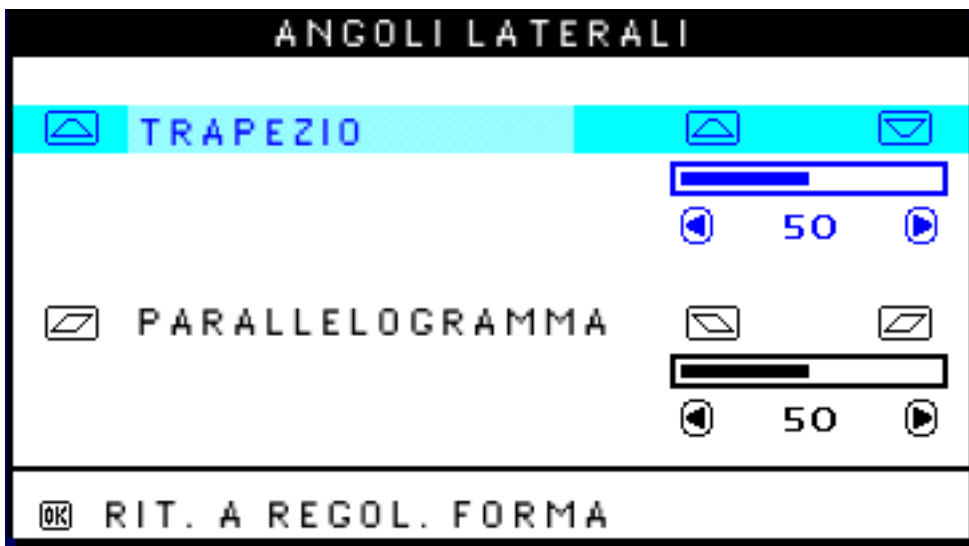 ANGOLI LATERALI
TRAPEZIO
50
PARALLELOGRAMMA
50
OK RIT. A REGOL. FORMA